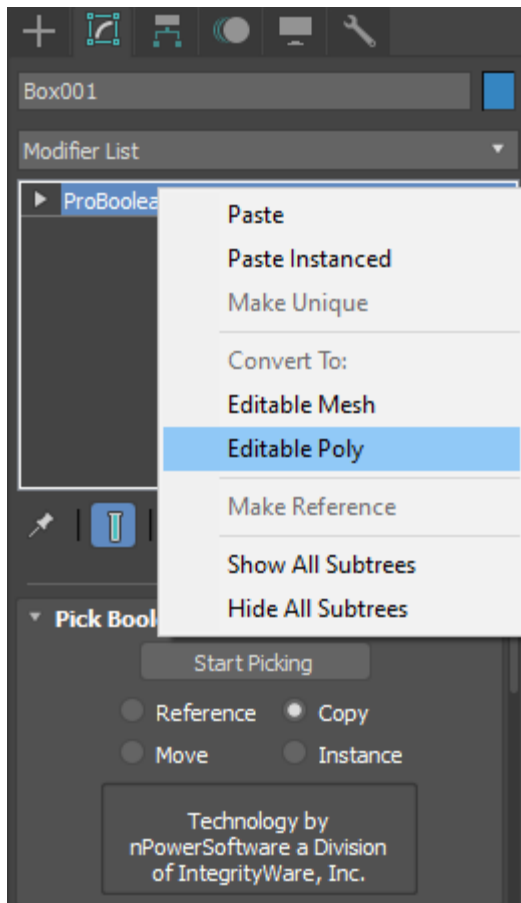 Box001
Modifier List
ProBoolea
Paste
Paste Instanced
Make Unique
Convert To:
Editable Mesh
Editable Poly
Make Reference
Show All Subtrees
Hide All Subtrees
Pick Bool
Start Picking
Reference Copy
Move Instance
Technology by
nPowerSoftware a Division
of IntegrityWare, Inc.